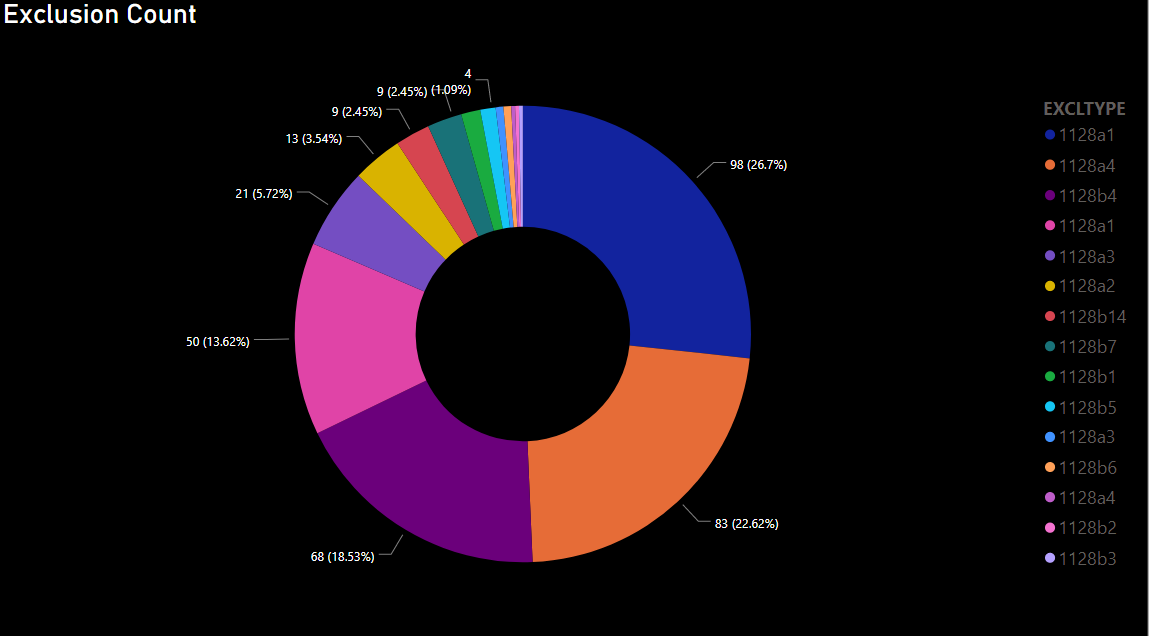 Exclusion Count
4
(1.09%)
9 (2.45%)
9 (2.45%)
13 (3.54%)
21 (5.72%)
50 (13.62%)
68 (18.53%)
83 (22.62%)
98 (26.7%)
EXCLTYPE
1128a1
1128a4
1128b4
1128a1
1128a3
1128a2
1128b14
1128b7
1128b1
1128b5
1128a3
1128b6
1128a4
1128b2
1128b3